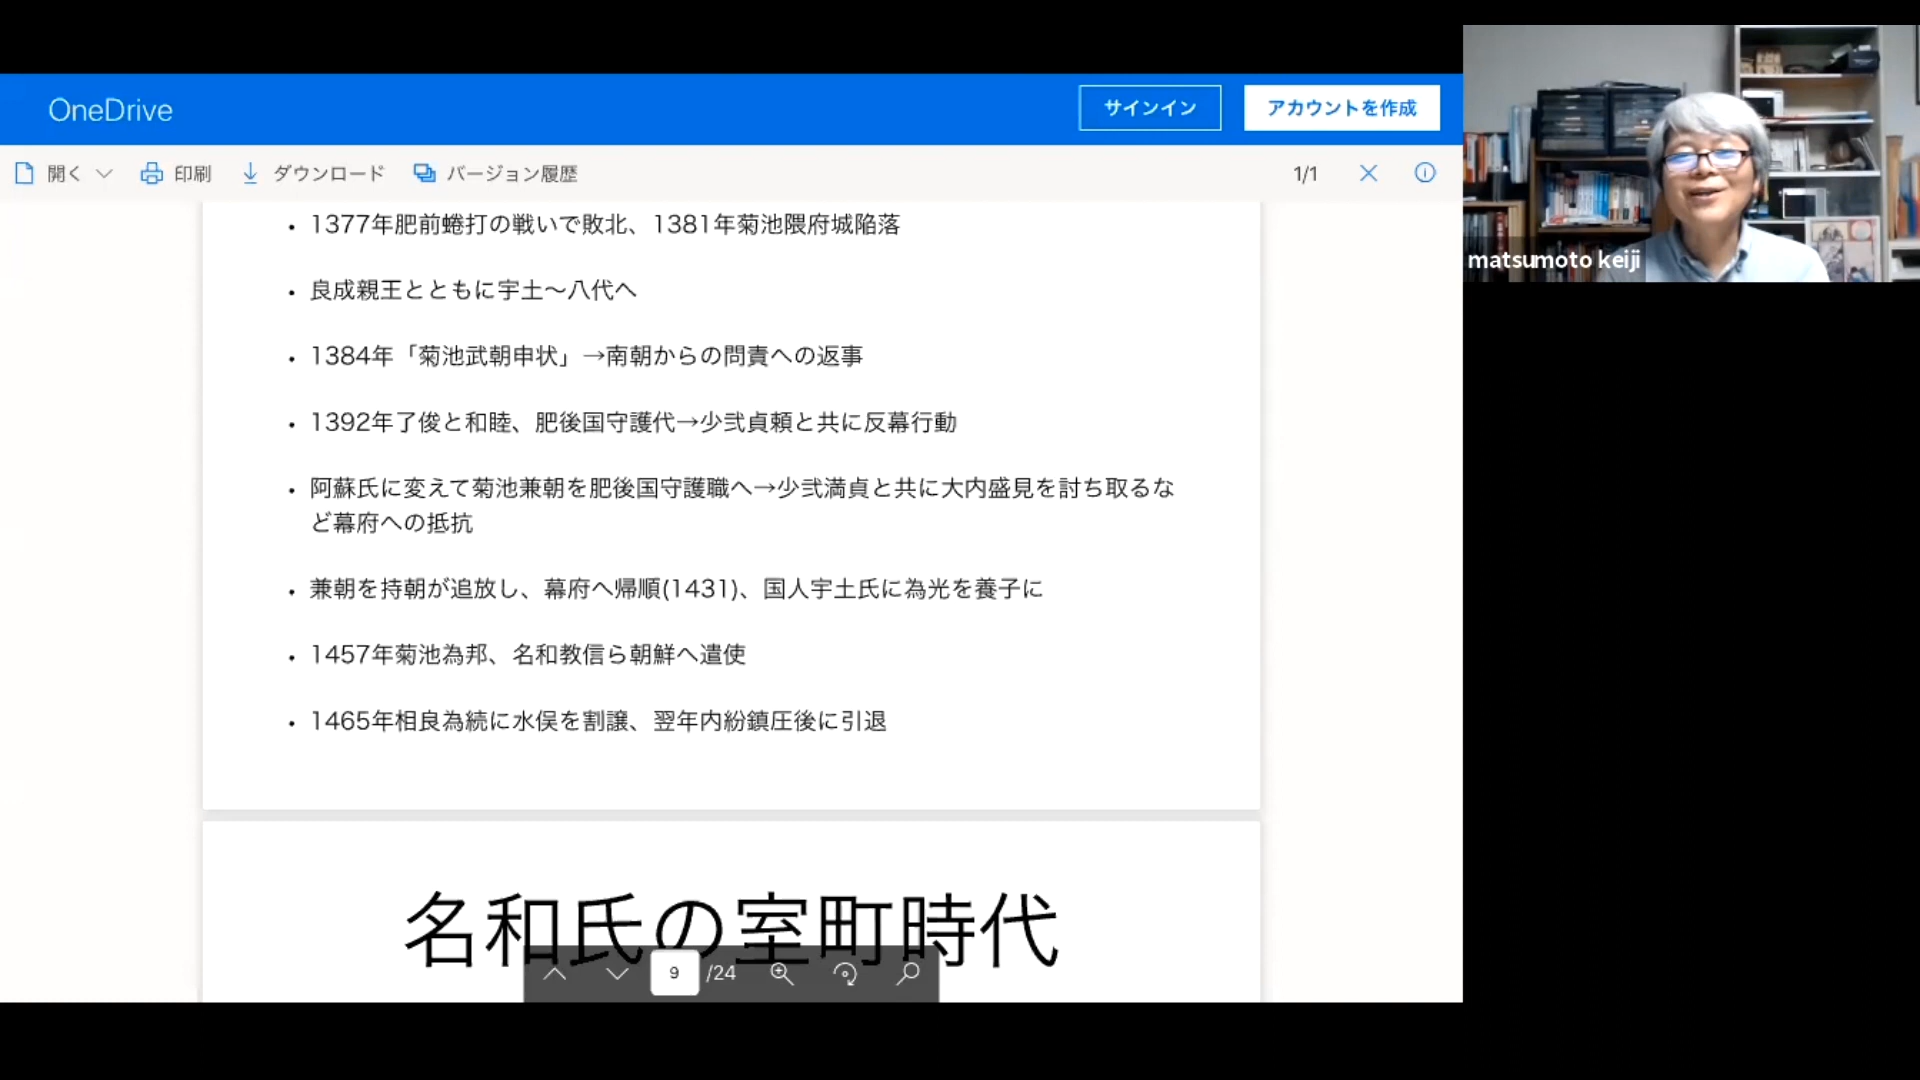 OneDrive
サインイン
アカウントを作成
開く
印刷
ダウンロード
バージョン履歴
1/1
matsumoto keiji
• 1377年肥前蜷打の戦いで敗北、1381年菊池隈府城陥落
• 良成親王とともに宇土〜八代へ
• 1384年「菊池武朝申状」→南朝からの問責への返事
• 1392年了俊と和睦、肥後国守護代→少弐貞頼と共に反幕行動
• 阿蘇氏に変えて菊池兼朝を肥後国守護職へ→少弐満貞と共に大内盛見を討ち取るな
ど幕府への抵抗
• 兼朝を持朝が追放し、幕府へ帰順(1431)、国人宇土氏に為光を養子に
• 1457年菊池為邦、名和教信ら朝鮮へ遣使
• 1465年相良為続に水俣を割譲、翌年内紛鎮圧後に引退
名和氏の室町時代
9 /24